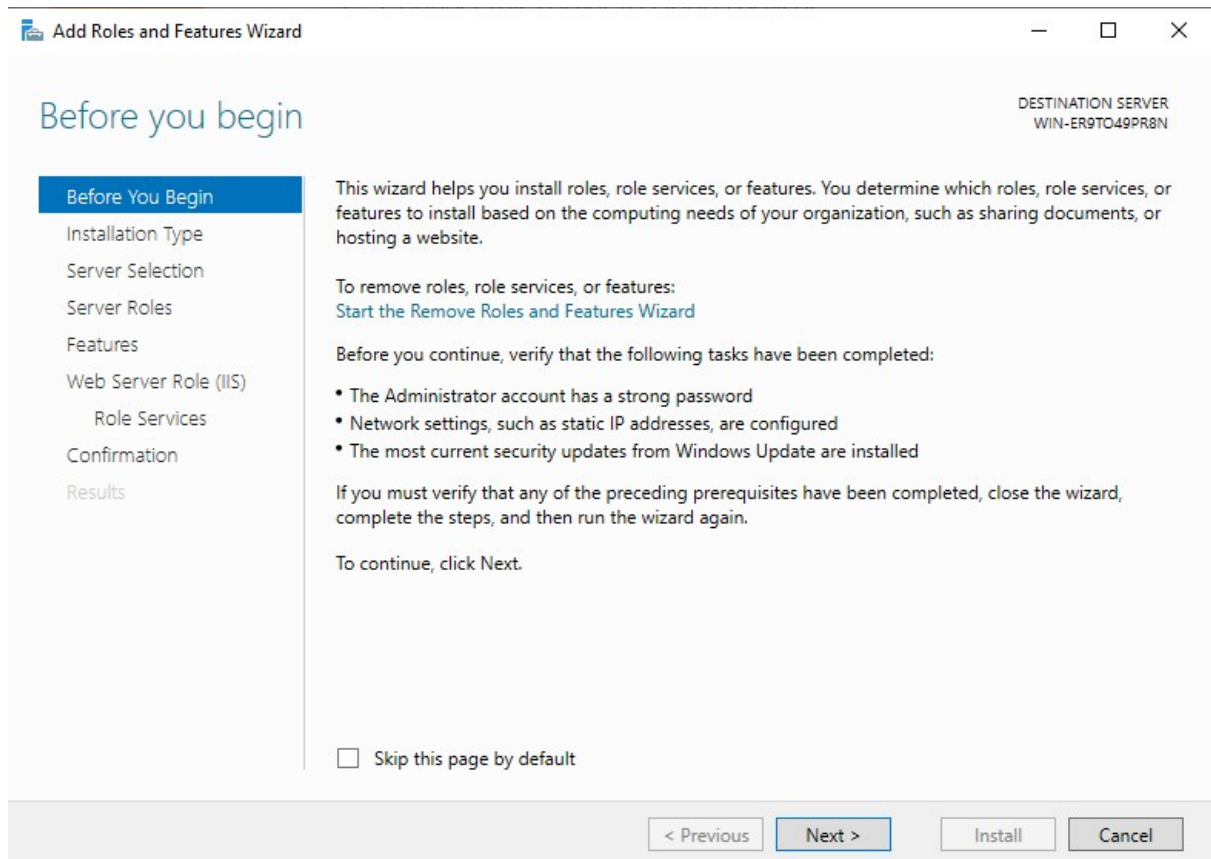 Add Roles and Features Wizard
Before you begin
DESTINATION SERVER
WIN-ER9TO49PR8N
Before You Begin
Installation Type
Server Selection
Server Roles
Features
Web Server Role (IIS)
Role Services
Confirmation
Results
This wizard helps you install roles, role services, or features. You determine which roles, role services, or
features to install based on the computing needs of your organization, such as sharing documents, or
hosting a website.
To remove roles, role services, or features:
Start the Remove Roles and Features Wizard
Before you continue, verify that the following tasks have been completed:
• The Administrator account has a strong password
• Network settings, such as static IP addresses, are configured
• The most current security updates from Windows Update are installed
If you must verify that any of the preceding prerequisites have been completed, close the wizard,
complete the steps, and then run the wizard again.
To continue, click Next.
Skip this page by default
< Previous
Next >
Install
Cancel